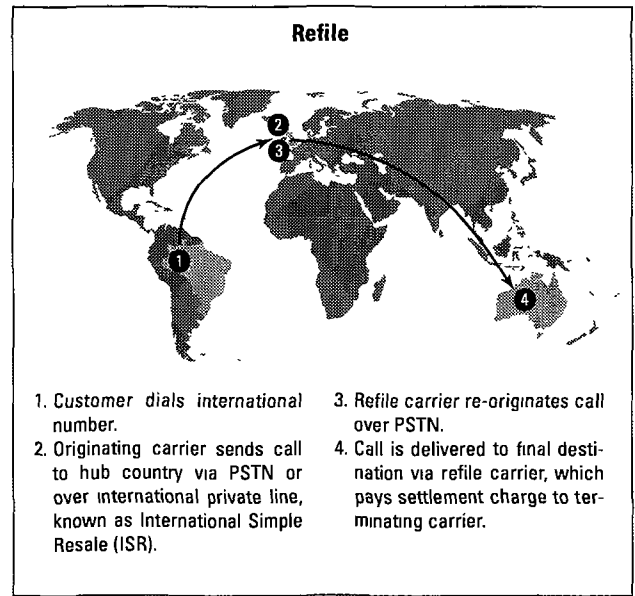 Refile
2
3
1
4
1. Customer dials international
number.
2. Originating carrier sends call
to hub country via PSTN or
over international private line,
known as International Simple
Resale (ISR).
3. Refile carrier re-originates call
over PSTN.
4. Call is delivered to final desti-
nation via refile carrier, which
pays settlement charge to ter-
minating carrier.